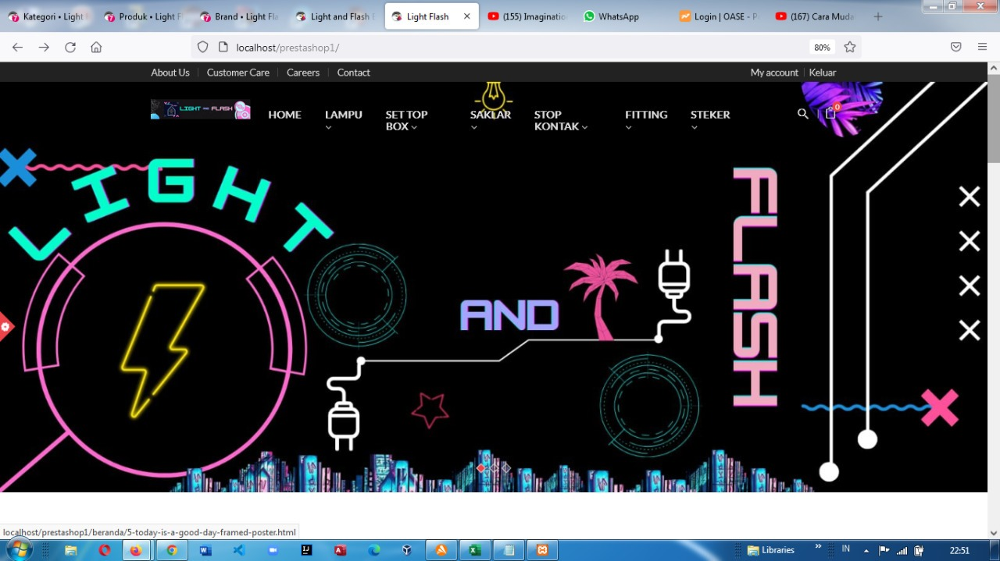 Kategori • Light
Produk • Light Fl
Brand • Light Fla
Light and Flash E
Light Flash
(155) Imaginatio
WhatsApp
Login | OASE - P
(167) Cara Muda
localhost/prestashop1/
80%
About Us
Customer Care
Careers
Contact
My account
Keluar
LIGHT AND FLASH
HOME
LAMPU
SET TOP
BOX
SAKLAR
STOP
KONTAK
FITTING
STEKER
0
LIGHT
AND
FLASH
localhost/prestashop1/beranda/5-today-is-a-good-day-framed-poster.html
Libraries
IN
22:51